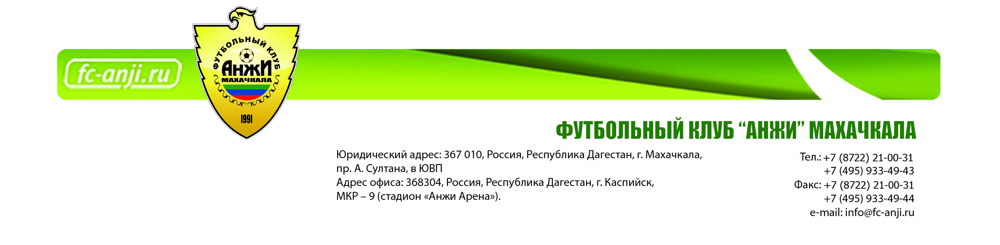 fc-anji.ru
ФУТБОЛЬНЫЙ КЛУБ
АНЖИ
МАХАЧКАЛА
1991
ФУТБОЛЬНЫЙ КЛУБ “АНЖИ” МАХАЧКАЛА
Юридический адрес: 367 010, Россия, Республика Дагестан, г. Махачкала,
пр. А. Султана, в ЮВП
Адрес офиса: 368304, Россия, Республика Дагестан, г. Каспийск,
МКР – 9 (стадион «Анжи Арена»).
Тел.: +7 (8722) 21-00-31
+7 (495) 933-49-43
Факс: +7 (8722) 21-00-31
+7 (495) 933-49-44
e-mail: info@fc-anji.ru